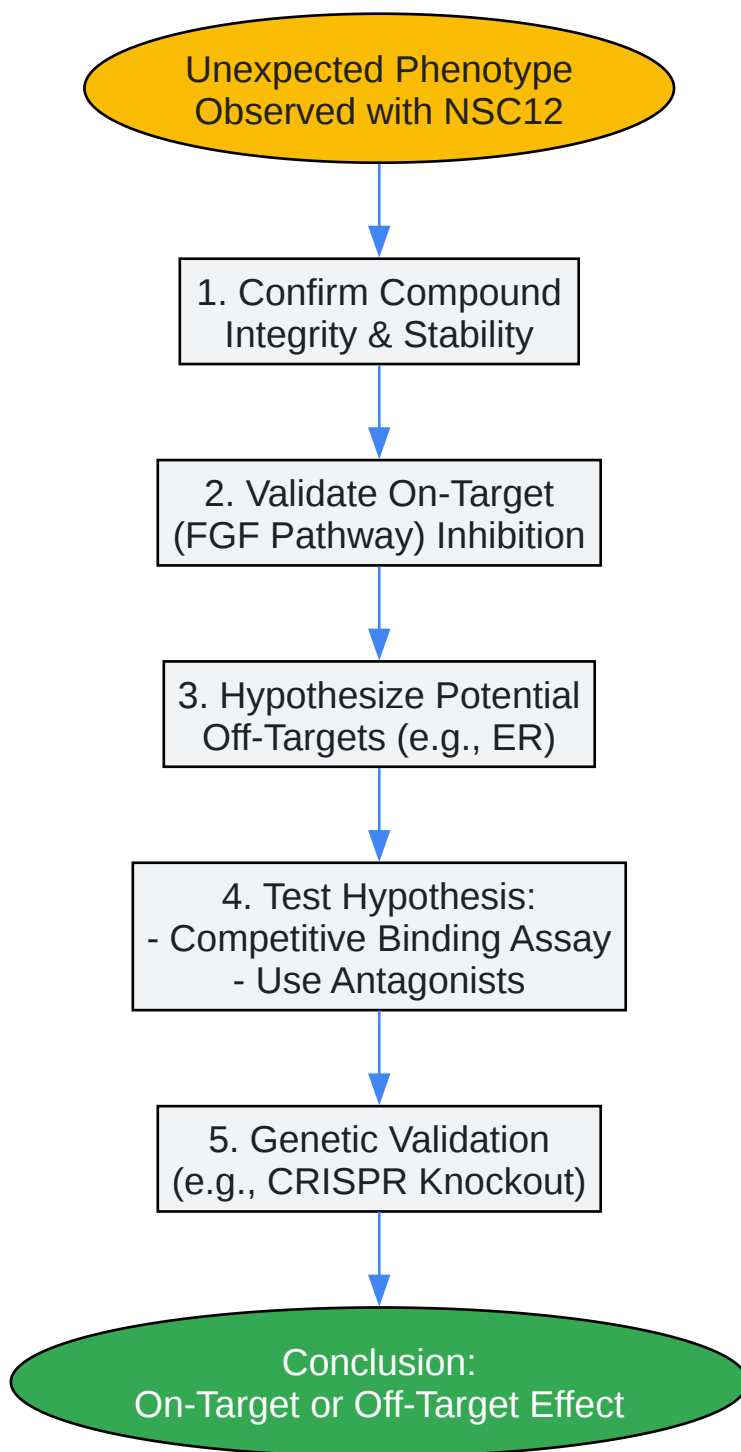 Unexpected Phenotype
Observed with NSC12
1. Confirm Compound
Integrity & Stability
2. Validate On-Target
(FGF Pathway) Inhibition
3. Hypothesize Potential
Off-Targets (e.g., ER)
4. Test Hypothesis:
- Competitive Binding Assay
- Use Antagonists
5. Genetic Validation
(e.g., CRISPR Knockout)
Conclusion:
On-Target or Off-Target Effect